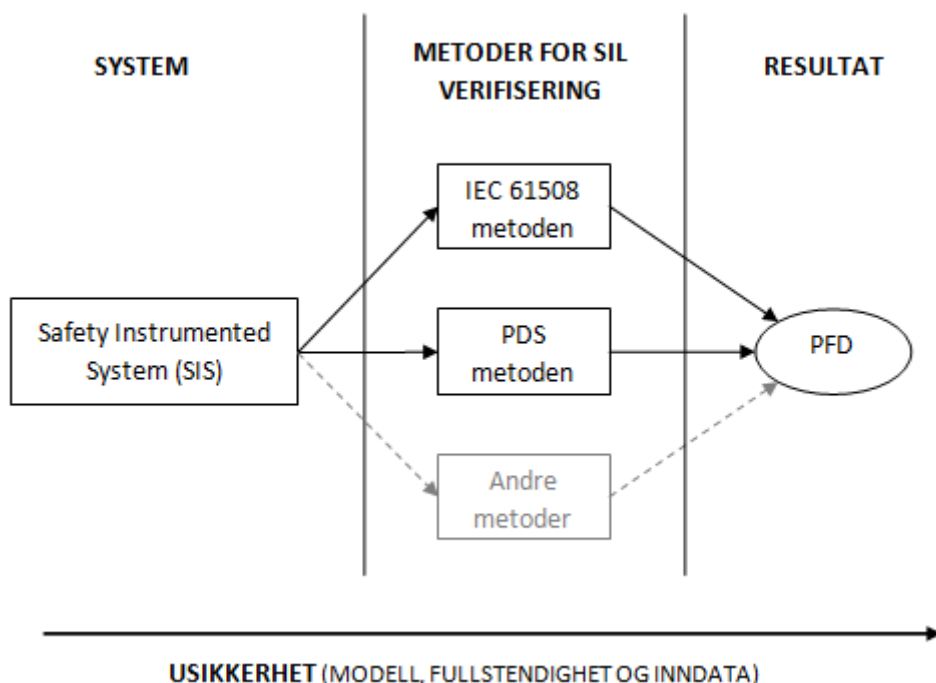 SYSTEM
METODER FOR SIL
VERIFISERING
RESULTAT
IEC 61508
metoden
Safety Instrumented
System (SIS)
PDS
metoden
PFD
Andre
metoder
USIKKERHET (MODELL, FULLSTENDIGHET OG INNDATA)